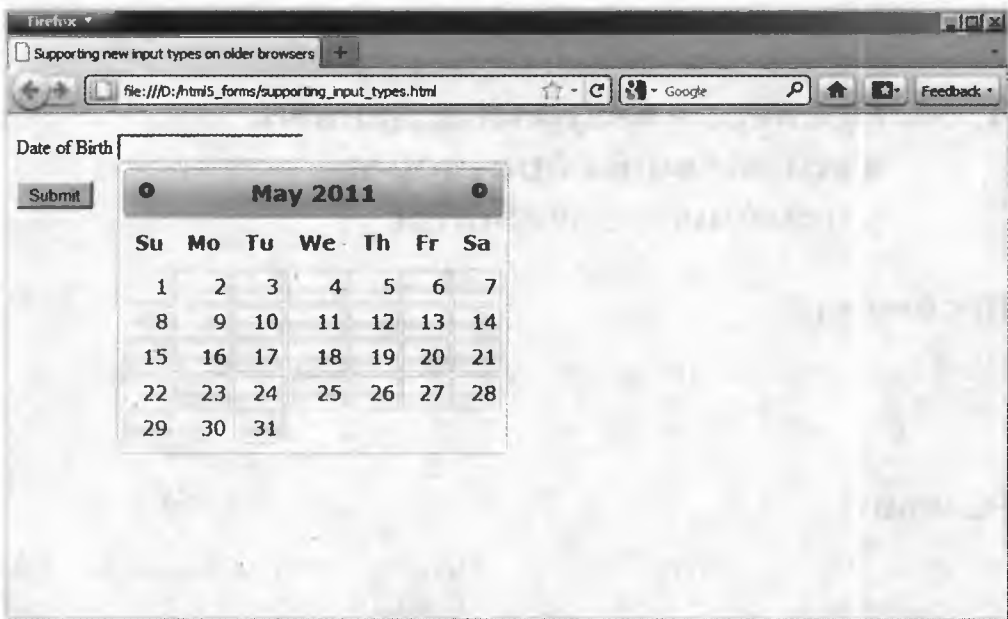 Firefox
Supporting new input types on older browsers
file:///D:/html5_forms/supporting_input_types.html
Google
Feedback
Date of Birth
Submit
May 2011
Su Mo Tu We Th Fr Sa
1 2 3 4 5 6 7
8 9 10 11 12 13 14
15 16 17 18 19 20 21
22 23 24 25 26 27 28
29 30 31